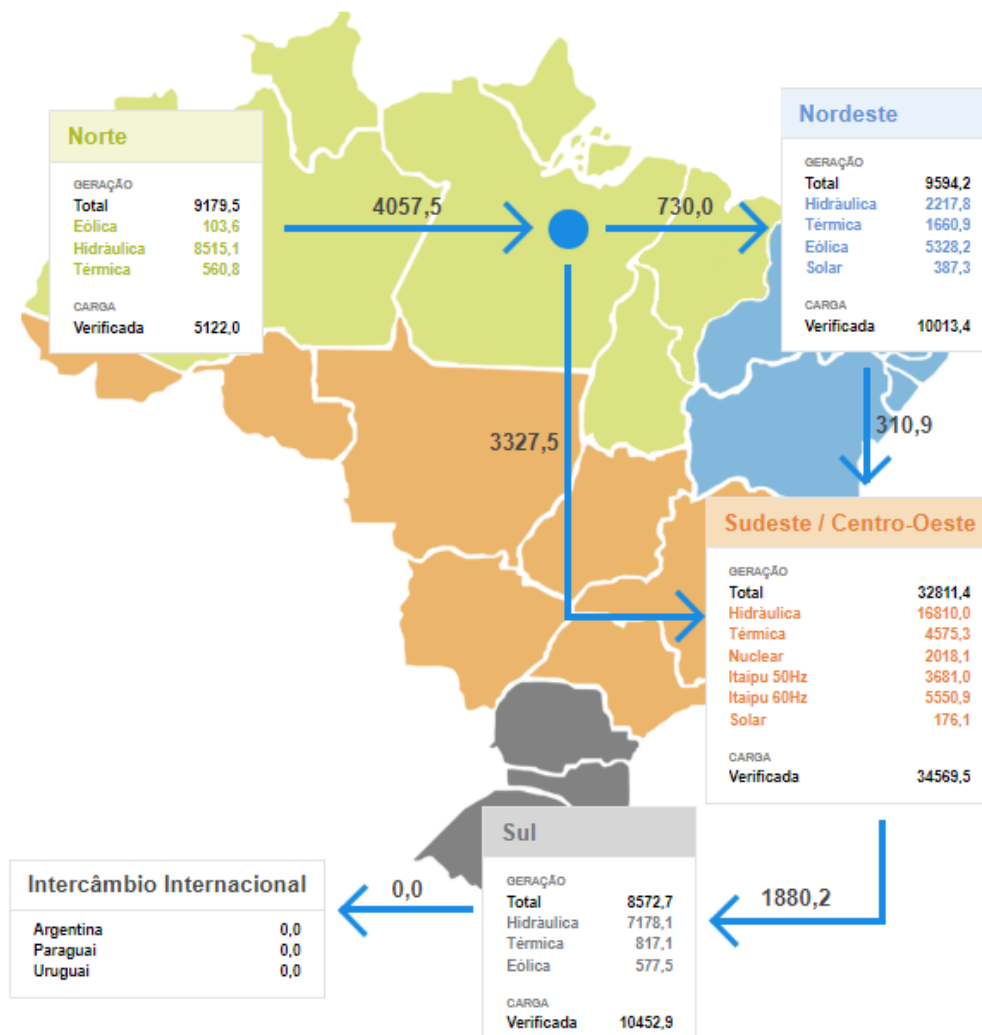 Norte
GERAÇÃO
Total 9179,5
Eólica 103,6
Hidráulica 8515,1
Térmica 560,8
CARGA
Verificada 5122,0
4057,5
730,0
Nordeste
GERAÇÃO
Total 9594,2
Hidráulica 2217,8
Térmica 1660,9
Eólica 5328,2
Solar 387,3
CARGA
Verificada 10013,4
3327,5
310,9
Sudeste / Centro-Oeste
GERAÇÃO
Total 32811,4
Hidráulica 16810,0
Térmica 4575,3
Nuclear 2018,1
Itaipu 50Hz 3681,0
Itaipu 60Hz 5550,9
Solar 176,1
CARGA
Verificada 34569,5
1880,2
Sul
GERAÇÃO
Total 8572,7
Hidráulica 7178,1
Térmica 817,1
Eólica 577,5
CARGA
Verificada 10452,9
0,0
Intercâmbio Internacional
Argentina 0,0
Paraguai 0,0
Uruguai 0,0